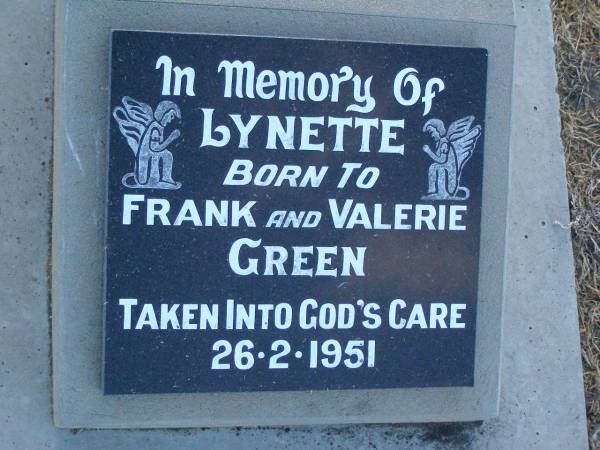 In Memory Of
LYNETTE
BORN TO
FRANK AND VALERIE
GREEN
TAKEN INTO GOD'S CARE
26·2·1951